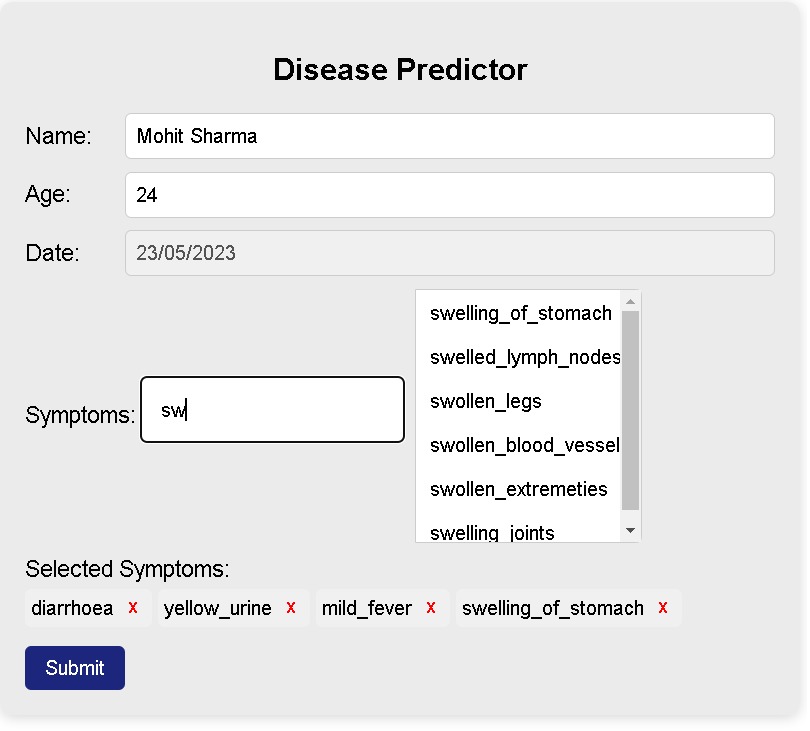 Disease Predictor
Name: Mohit Sharma
Age: 24
Date: 23/05/2023
Symptoms: sw
swelling_of_stomach
swelled_lymph_nodes
swollen_legs
swollen_blood_vessel
swollen_extremeties
swelling_joints
Selected Symptoms:
diarrhoea x yellow_urine x mild_fever x swelling_of_stomach x
Submit